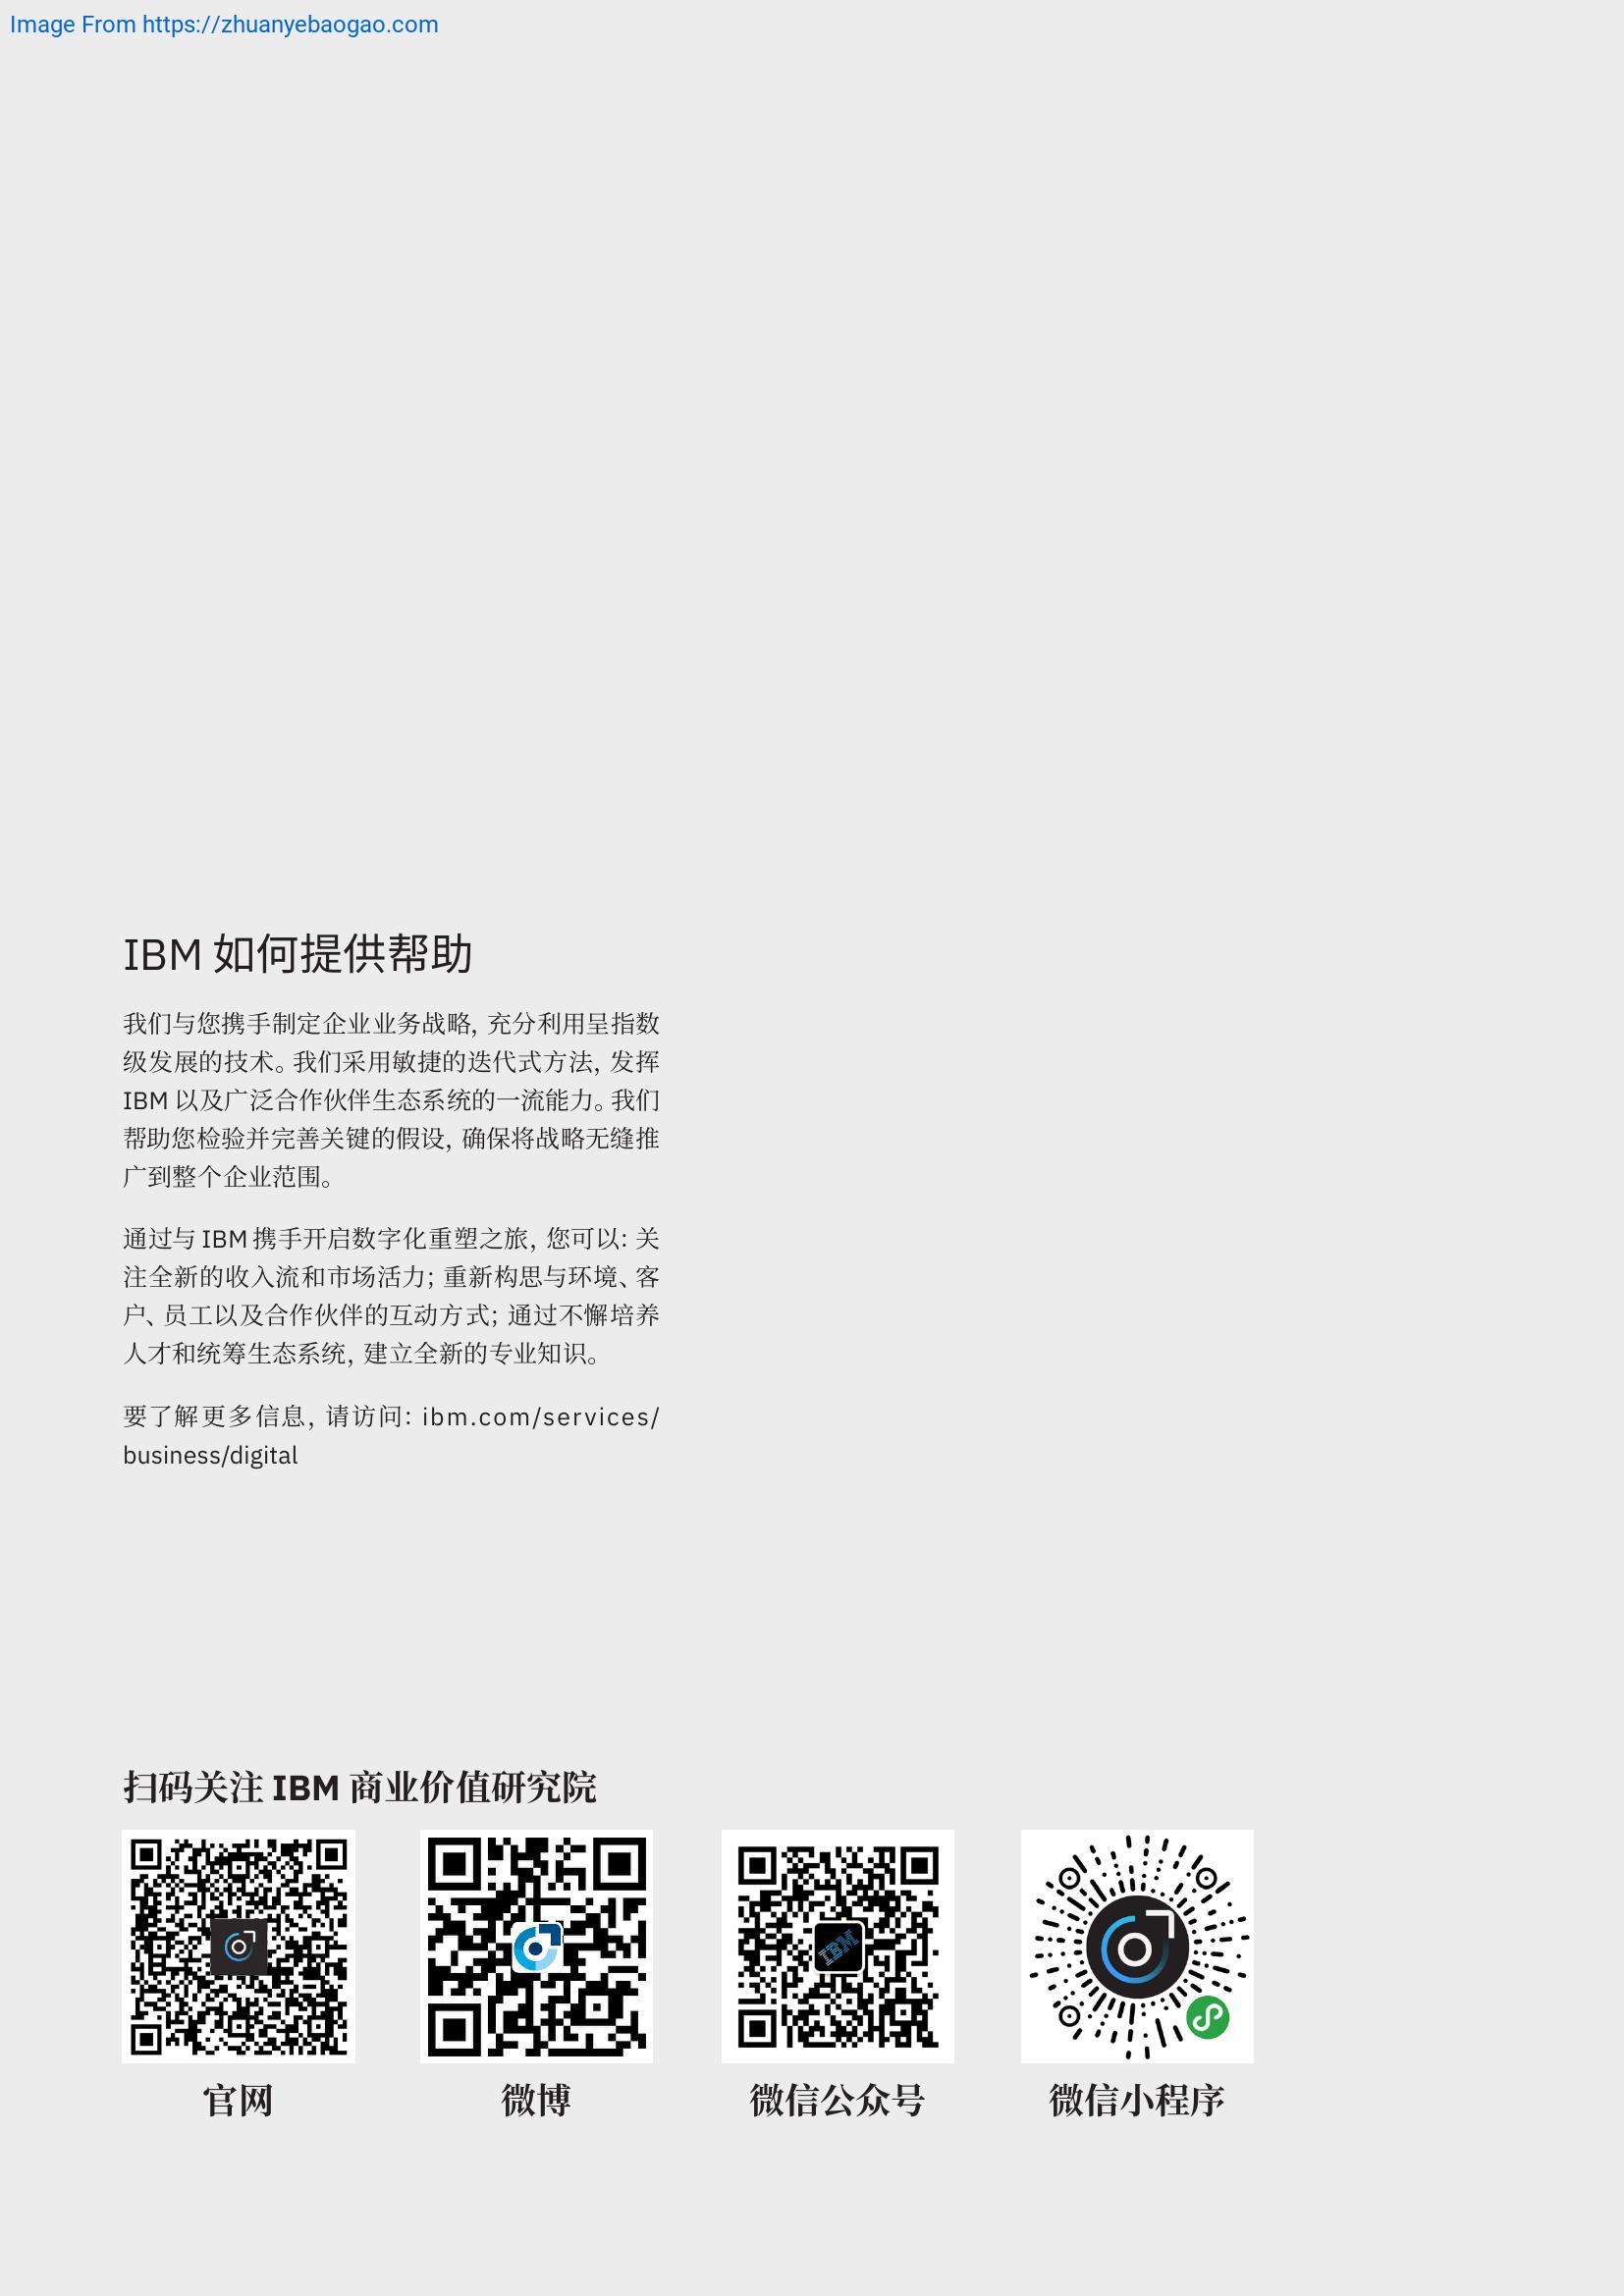 Image From https://zhuanyebaogao.com
IBM 如何提供帮助
我们与您携手制定企业业务战略，充分利用呈指数
级发展的技术。我们采用敏捷的迭代式方法，发挥
IBM 以及广泛合作伙伴生态系统的一流能力。我们
帮助您检验并完善关键的假设，确保将战略无缝推
广到整个企业范围。
通过与 IBM 携手开启数字化重塑之旅，您可以：关
注全新的收入流和市场活力；重新构思与环境、客
户、员工以及合作伙伴的互动方式；通过不懈培养
人才和统筹生态系统，建立全新的专业知识。
要了解更多信息，请访问：ibm.com/services/
business/digital
扫码关注 IBM 商业价值研究院
IBM
官网
微博
微信公众号
微信小程序